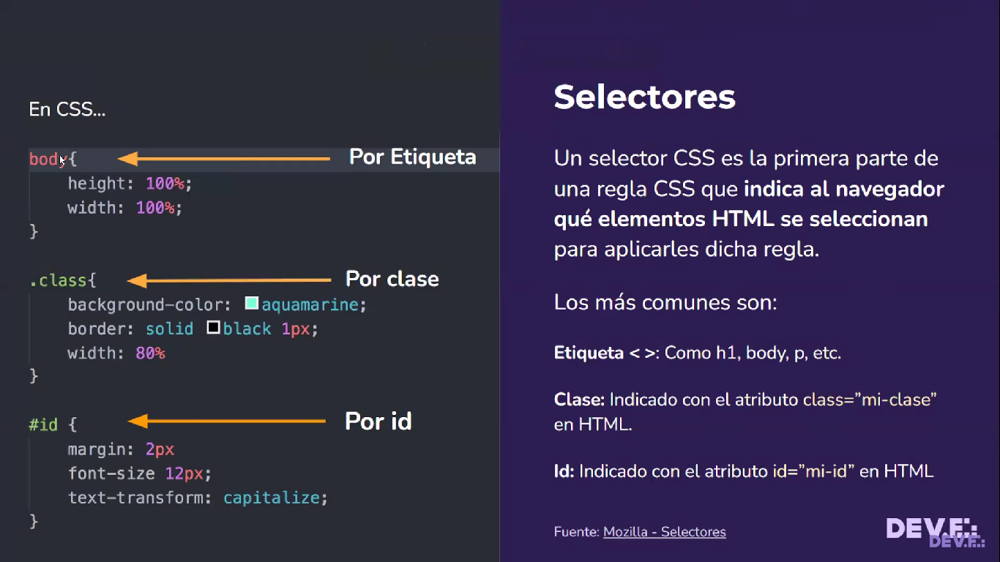 En CSS...
body{
Por Etiqueta
height: 100%;
width: 100%;
}
.class{
Por clase
background-color: aquamarine;
border: solid black 1px;
width: 80%
}
#id {
Por id
margin: 2px
font-size 12px;
text-transform: capitalize;
}
Selectores
Un selector CSS es la primera parte de
una regla CSS que indica al navegador
qué elementos HTML se seleccionan
para aplicarles dicha regla.
Los más comunes son:
Etiqueta < >: Como h1, body, p, etc.
Clase: Indicado con el atributo class=”mi-clase”
en HTML.
Id: Indicado con el atributo id=”mi-id” en HTML
Fuente: Mozilla - Selectores
DEV.F.:
DEV.F.: